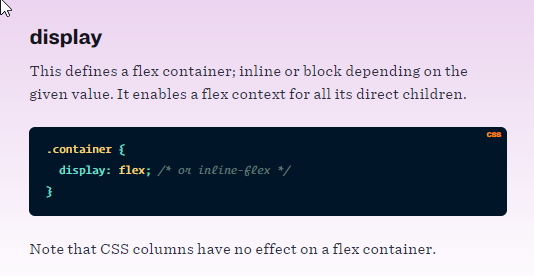 display
This defines a flex container; inline or block depending on the
given value. It enables a flex context for all its direct children.
CSS
.container {
  display: flex; /* or inline-flex */
}
Note that CSS columns have no effect on a flex container.